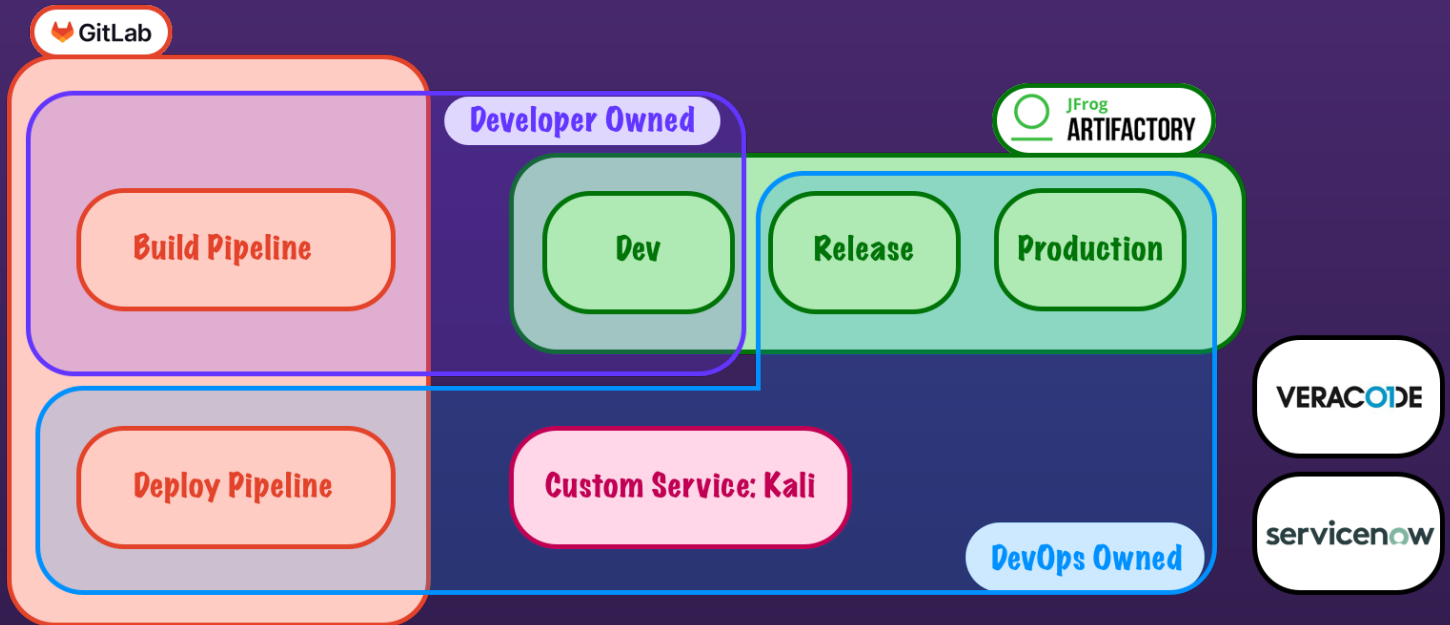 GitLab
Developer Owned
JFrog
ARTIFACTORY
Build Pipeline
Dev
Release
Production
VERACODE
Deploy Pipeline
Custom Service: Kali
servicenow
DevOps Owned